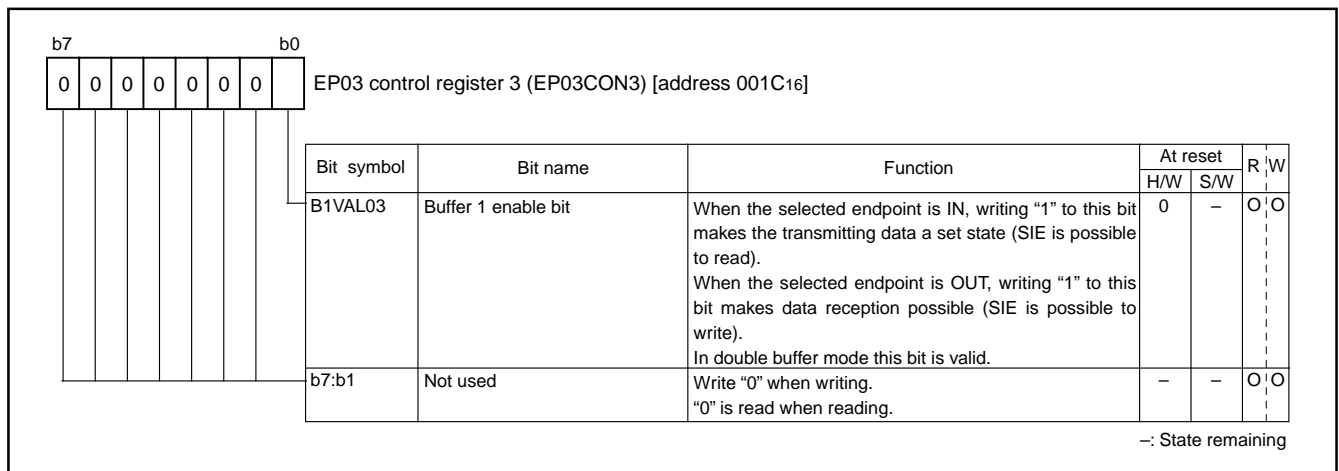 b7 b0
0 0 0 0 0 0 0
EP03 control register 3 (EP03CON3) [address 001C16]
Bit symbol Bit name Function At reset R W
H/W S/W
B1VAL03 Buffer 1 enable bit When the selected endpoint is IN, writing “1” to this bit 0 – O O
makes the transmitting data a set state (SIE is possible
to read).
When the selected endpoint is OUT, writing “1” to this
bit makes data reception possible (SIE is possible to
write).
In double buffer mode this bit is valid.
b7:b1 Not used Write “0” when writing. – – O O
“0” is read when reading.
–: State remaining